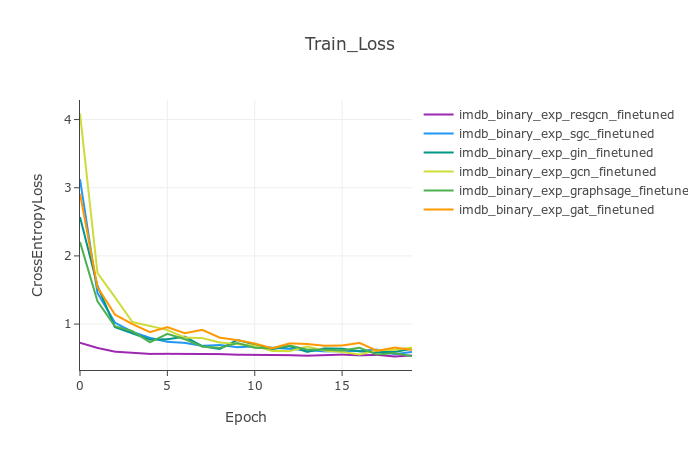 Train_Loss
CrossEntropyLoss
4
3
2
1
0
5
10
15
Epoch
imdb_binary_exp_resgcn_finetuned
imdb_binary_exp_sgc_finetuned
imdb_binary_exp_gin_finetuned
imdb_binary_exp_gcn_finetuned
imdb_binary_exp_graphsage_finetune
imdb_binary_exp_gat_finetuned